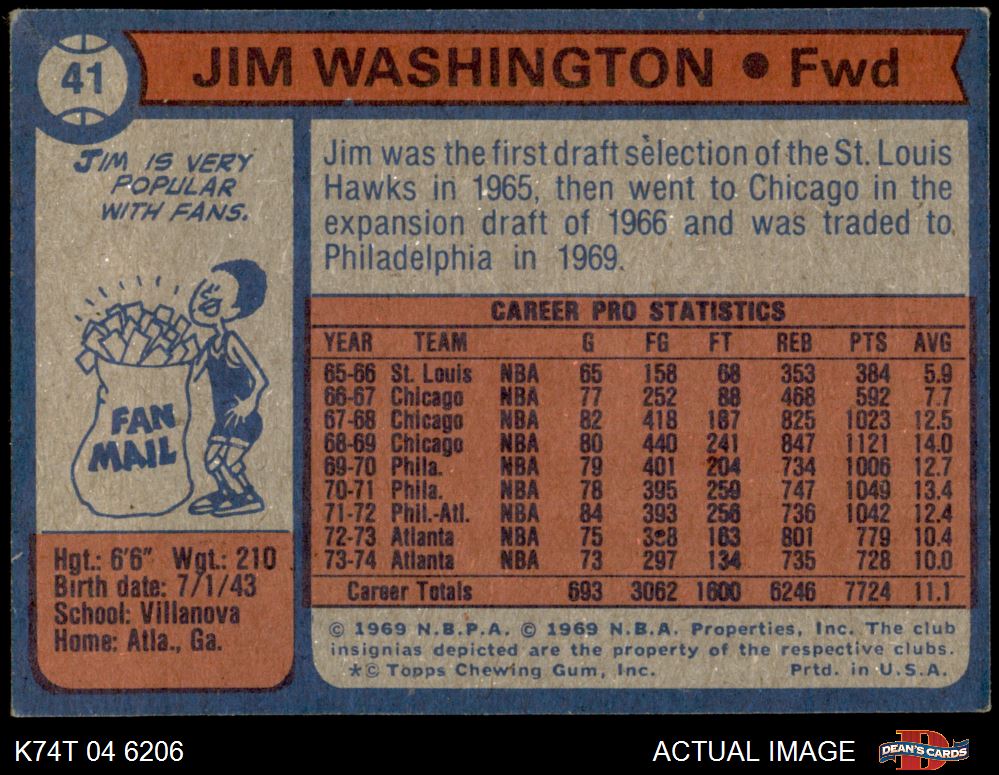 41
JIM WASHINGTON • Fwd
JIM IS VERY
POPULAR
WITH FANS.
FAN
MAIL
Hgt.: 6'6" Wgt.: 210
Birth date: 7/1/43
School: Villanova
Home: Atla., Ga.
Jim was the first draft selection of the St. Louis
Hawks in 1965, then went to Chicago in the
expansion draft of 1966 and was traded to
Philadelphia in 1969.
CAREER PRO STATISTICS
YEAR TEAM G FG FT REB PTS AVG
65-66 St. Louis NBA 65 158 68 353 384 5.9
66-67 Chicago NBA 77 252 88 468 592 7.7
67-68 Chicago NBA 82 418 187 825 1023 12.5
68-69 Chicago NBA 80 440 241 847 1121 14.0
69-70 Phila. NBA 79 401 204 734 1006 12.7
70-71 Phila. NBA 78 395 259 747 1049 13.4
71-72 Phil.-Atl. NBA 84 393 256 736 1042 12.4
72-73 Atlanta NBA 75 308 163 801 779 10.4
73-74 Atlanta NBA 73 297 134 735 728 10.0
Career Totals 693 3062 1600 6246 7724 11.1
© 1969 N.B.P.A. © 1969 N.B.A. Properties, Inc. The club
insignias depicted are the property of the respective clubs.
*© Topps Chewing Gum, Inc. Prtd. in U.S.A.
K74T 04 6206 ACTUAL IMAGE D DEAN'S CARDS